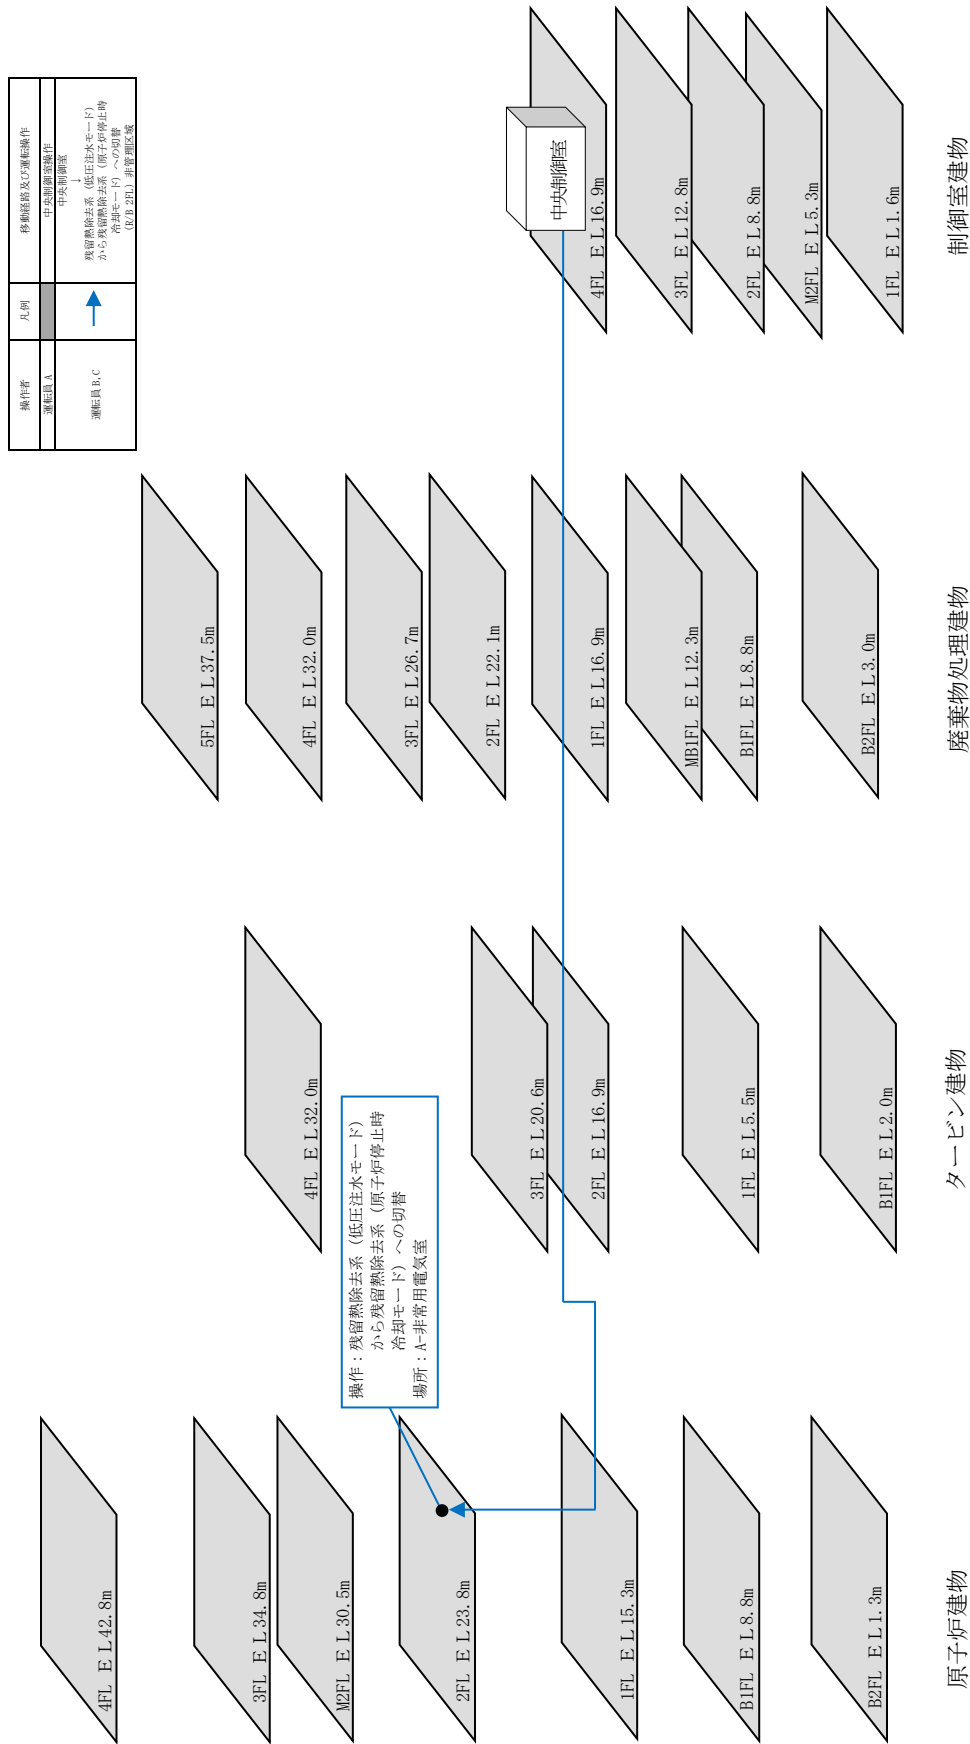 操作者 凡例 移動経路及び運転操作
運転員 A 中央制御室操作
運転員 B,C
中央制御室
↓
残留熱除去系（低圧注水モード）
から残留熱除去系（原子炉停止時
冷却モード）への切替
(R/B 2FL) 非管理区域
4FL ＥＬ42.8m
3FL ＥＬ34.8m
M2FL ＥＬ30.5m
2FL ＥＬ23.8m
1FL ＥＬ15.3m
B1FL ＥＬ8.8m
B2FL ＥＬ1.3m
原子炉建物
操作：残留熱除去系（低圧注水モード）
から残留熱除去系（原子炉停止時
冷却モード）への切替
場所：A-非常用電気室
4FL ＥＬ32.0m
3FL ＥＬ20.6m
2FL ＥＬ16.9m
1FL ＥＬ5.5m
B1FL ＥＬ2.0m
タービン建物
5FL ＥＬ37.5m
4FL ＥＬ32.0m
3FL ＥＬ26.7m
2FL ＥＬ22.1m
1FL ＥＬ16.9m
MB1FL ＥＬ12.3m
B1FL ＥＬ8.8m
B2FL ＥＬ3.0m
廃棄物処理建物
中央制御室
4FL ＥＬ16.9m
3FL ＥＬ12.8m
2FL ＥＬ8.8m
M2FL ＥＬ5.3m
1FL ＥＬ1.6m
制御室建物